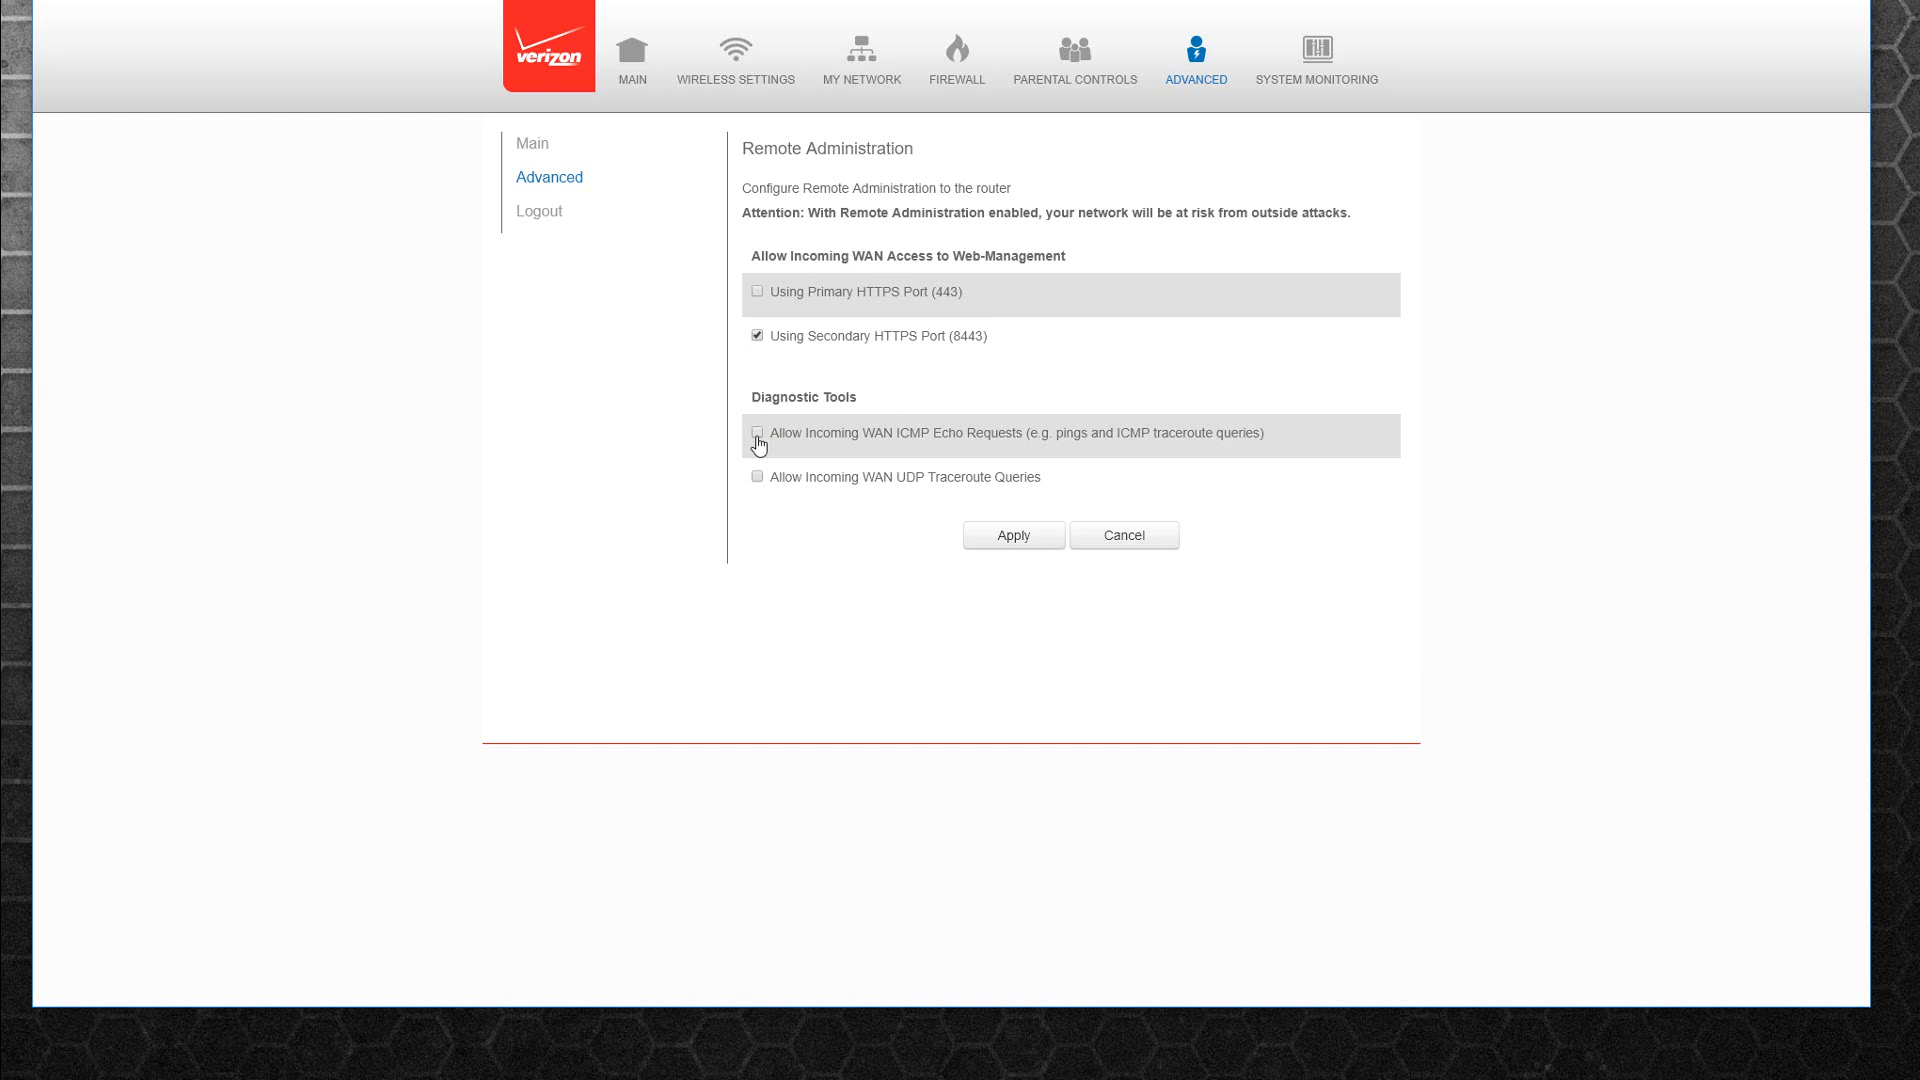 verizon
MAIN
WIRELESS SETTINGS
MY NETWORK
FIREWALL
PARENTAL CONTROLS
ADVANCED
SYSTEM MONITORING
Main
Advanced
Logout
Remote Administration
Configure Remote Administration to the router
Attention: With Remote Administration enabled, your network will be at risk from outside attacks.
Allow Incoming WAN Access to Web-Management
Using Primary HTTPS Port (443)
Using Secondary HTTPS Port (8443)
Diagnostic Tools
Allow Incoming WAN ICMP Echo Requests (e.g. pings and ICMP traceroute queries)
Allow Incoming WAN UDP Traceroute Queries
Apply
Cancel